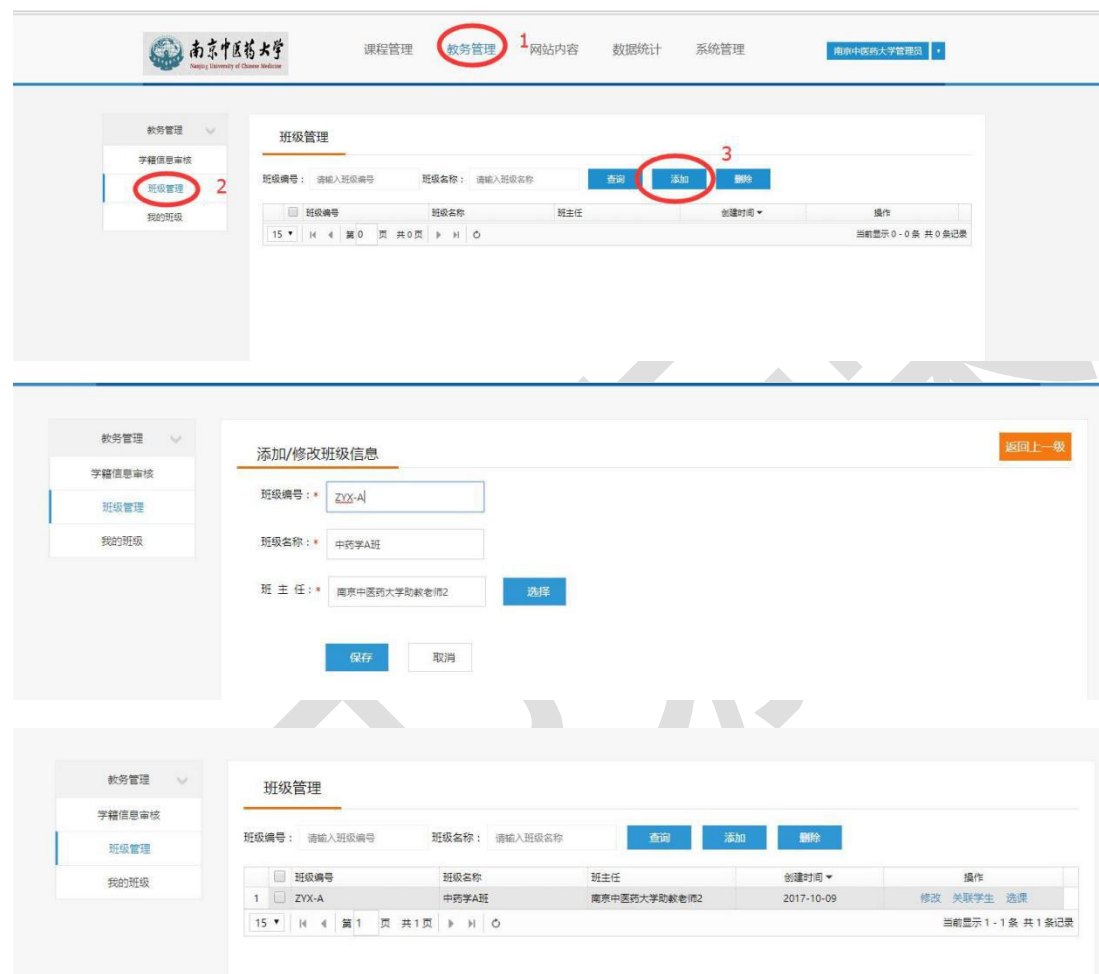 南京中医药大学 课程管理 教务管理 1 网站内容 数据统计 系统管理 南京中医药大学管理员
Nanjing University of Chinese Medicine
教务管理
班级管理
学籍信息审核
3
班级编号： 请输入班级编号 班级名称： 请输入班级名称 查询 添加 删除
班级管理 2
班级编号 班级名称 班主任 创建时间 操作
我的班级
15 第 0 页 共 0 页 当前显示 0 - 0 条 共 0 条记录
教务管理
添加/修改班级信息 返回上一级
学籍信息审核
班级编号：* ZYX-A
班级管理
我的班级
班级名称：* 中药学A班
班 主 任：* 南京中医药大学助教老师2 选择
保存 取消
教务管理
班级管理
学籍信息审核
班级编号： 请输入班级编号 班级名称： 请输入班级名称 查询 添加 删除
班级管理
班级编号 班级名称 班主任 创建时间 操作
我的班级
1 ZYX-A 中药学A班 南京中医药大学助教老师2 2017-10-09 修改 关联学生 选课
15 第 1 页 共 1 页 当前显示 1 - 1 条 共 1 条记录